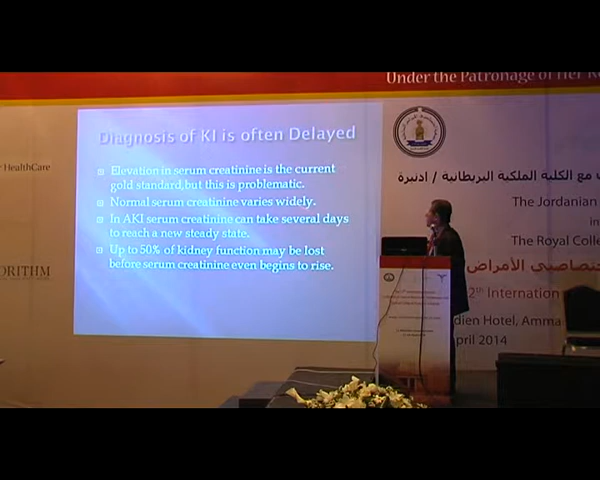 Under the Patronage of Her
HealthCare
Diagnosis of KI is often Delayed
Elevation in serum creatinine is the current
gold standard,but this is problematic.
Normal serum creatinine varies widely.
In AKI serum creatinine can take several days
to reach a new steady state.
Up to 50% of kidney function may be lost
before serum creatinine even begins to rise.
مع الكلية الملكية البريطانية / ادنبرة
The Jordanian
in
The Royal Colle
ختصاصيي الأمراض
2th Internation
dien Hotel, Amma
pril 2014
ORITHM